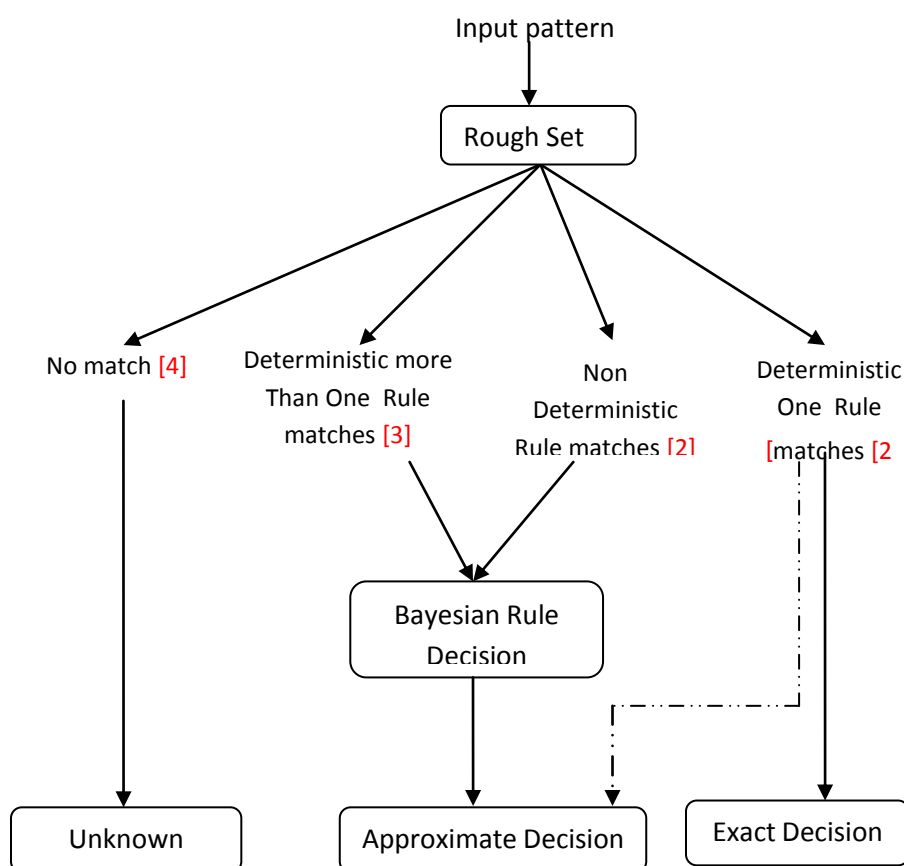 Input pattern
Rough Set
No match [4]
Deterministic more
Than One Rule
matches [3]
Non
Deterministic
Rule matches [2]
Deterministic
One Rule
[matches [2
Bayesian Rule
Decision
Unknown
Approximate Decision
Exact Decision